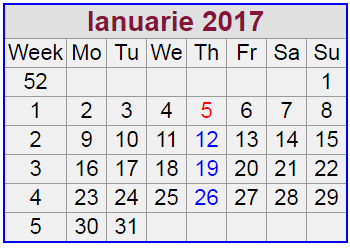 Ianuarie 2017
Week Mo Tu We Th Fr Sa Su
52 1
1 2 3 4 5 6 7 8
2 9 10 11 12 13 14 15
3 16 17 18 19 20 21 22
4 23 24 25 26 27 28 29
5 30 31